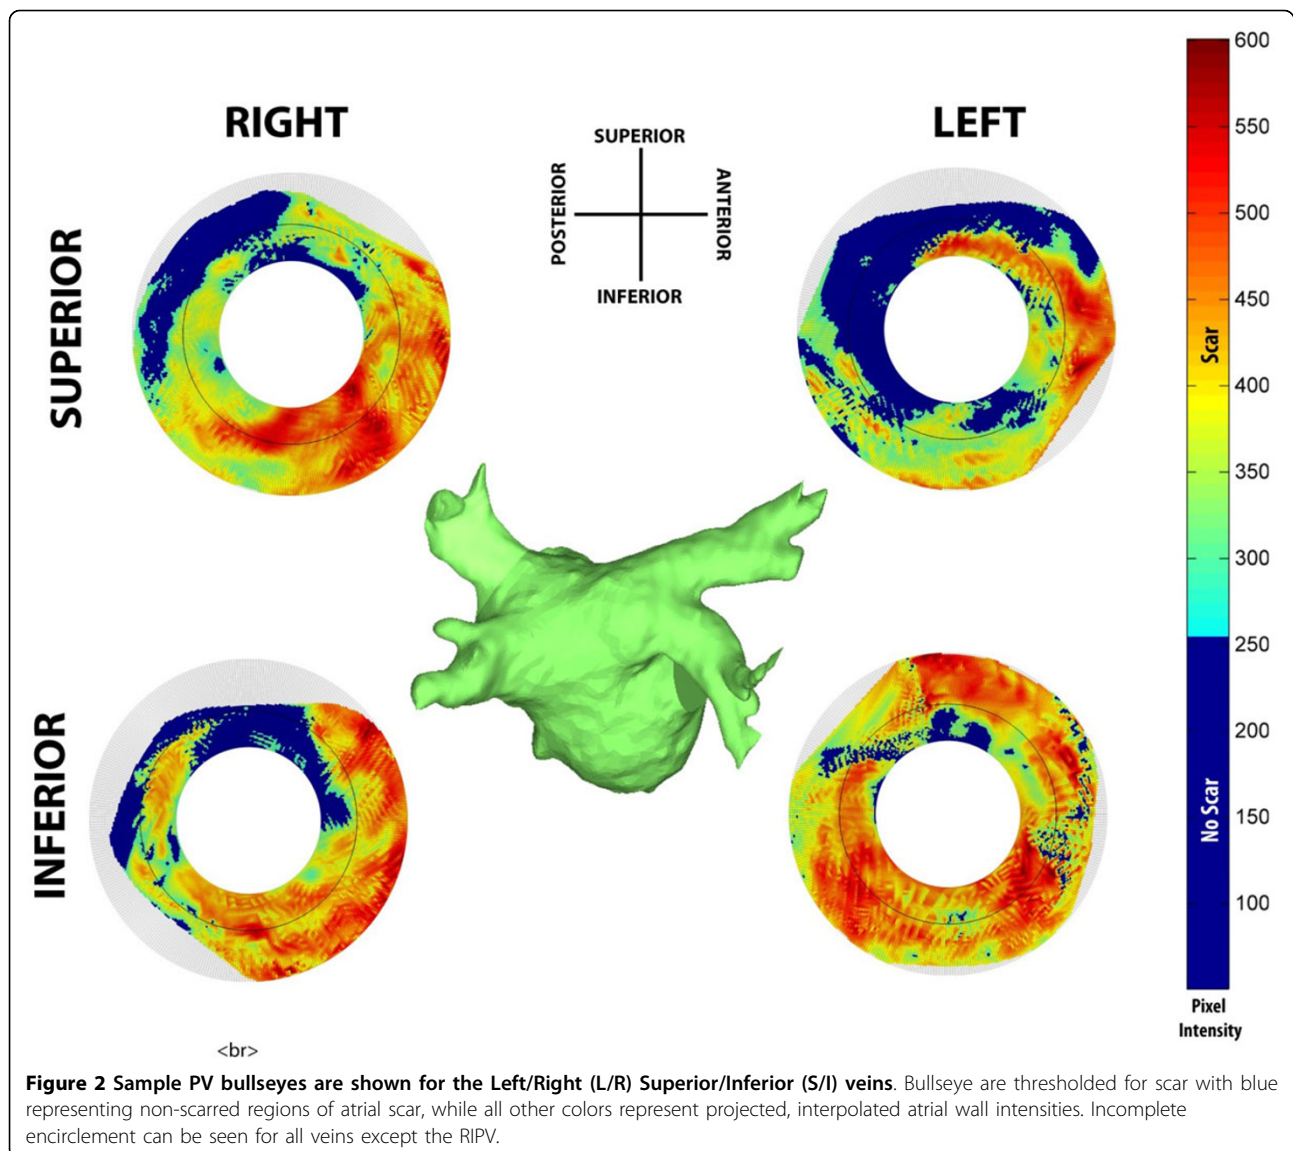 RIGHT
LEFT
SUPERIOR
POSTERIOR
ANTERIOR
INFERIOR
SUPERIOR
INFERIOR
600
550
500
450
400
350
300
250
200
150
100
Scar
No Scar
Pixel
Intensity
<br>
Figure 2 Sample PV bullseyes are shown for the Left/Right (L/R) Superior/Inferior (S/I) veins. Bullseye are thresholded for scar with blue
representing non-scarred regions of atrial scar, while all other colors represent projected, interpolated atrial wall intensities. Incomplete
encirclement can be seen for all veins except the RIPV.